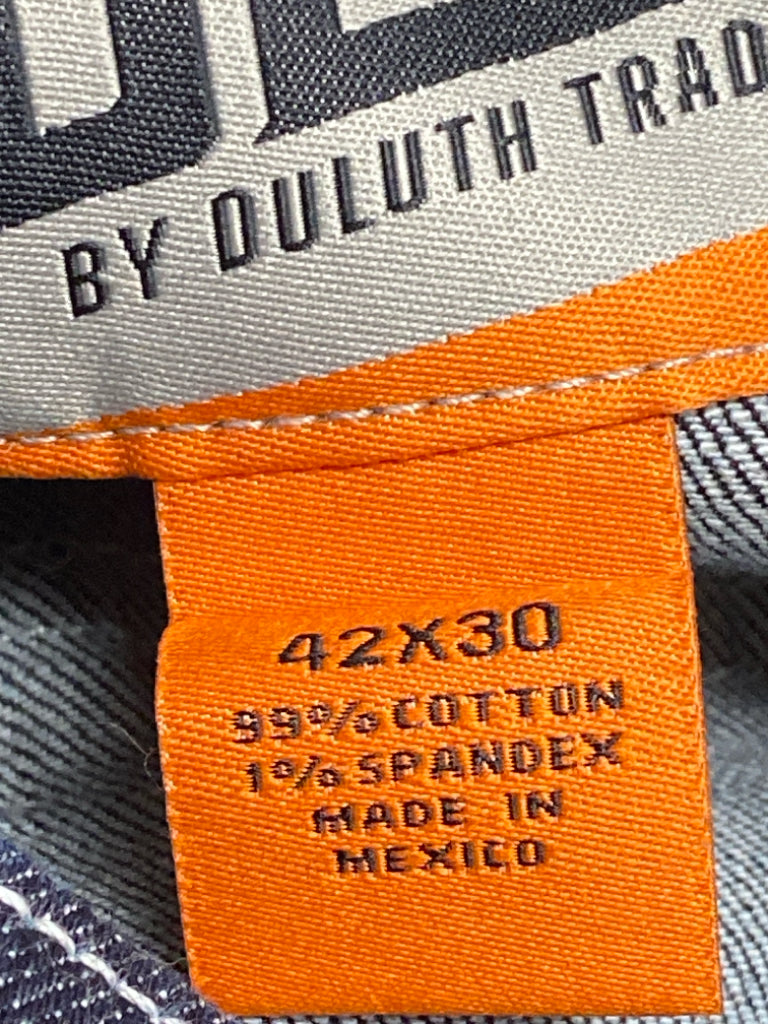 BY DULUTH TRAD
42X30
99% COTTON
1% SPANDEX
MADE IN
MEXICO